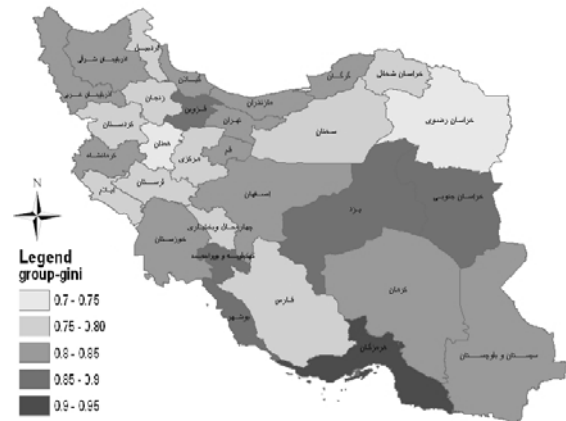 اردبیل
آذربایجان شرقی
آذربایجان غربی
گیلان
گرگان
خراسان شمالی
مازندران
زنجان
قزوین
تهران
خراسان رضوی
سمنان
کردستان
همدان
قم
مرکزی
کرمانشاه
لرستان
ایلام
اصفهان
یزد
خراسان جنوبی
خوزستان
چهارمحال وبختیاری
کهکیلویه و بویراحمد
فارس
کرمان
بوشهر
هرمزگان
سیستان و بلوچستان
N
Legend
group-gini
0.7 - 0.75
0.75 - 0.80
0.8 - 0.85
0.85 - 0.9
0.9 - 0.95